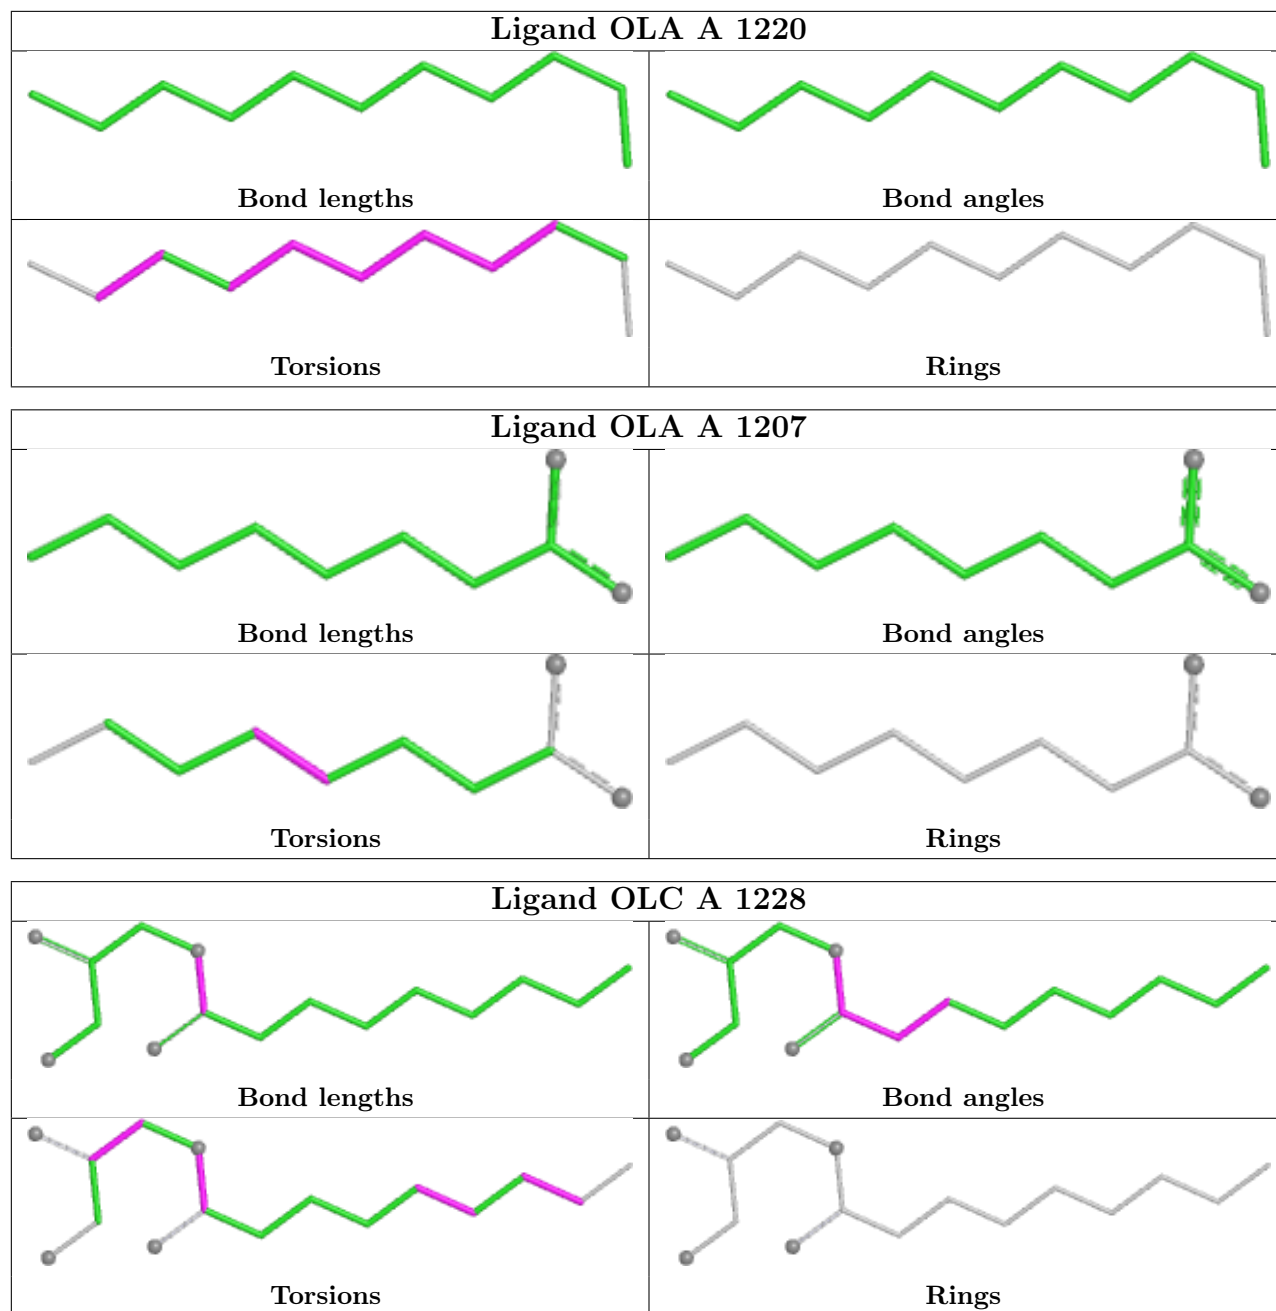 Ligand OLA A 1220
Bond lengths
Bond angles
Torsions
Rings
Ligand OLA A 1207
Bond lengths
Bond angles
Torsions
Rings
Ligand OLC A 1228
Bond lengths
Bond angles
Torsions
Rings